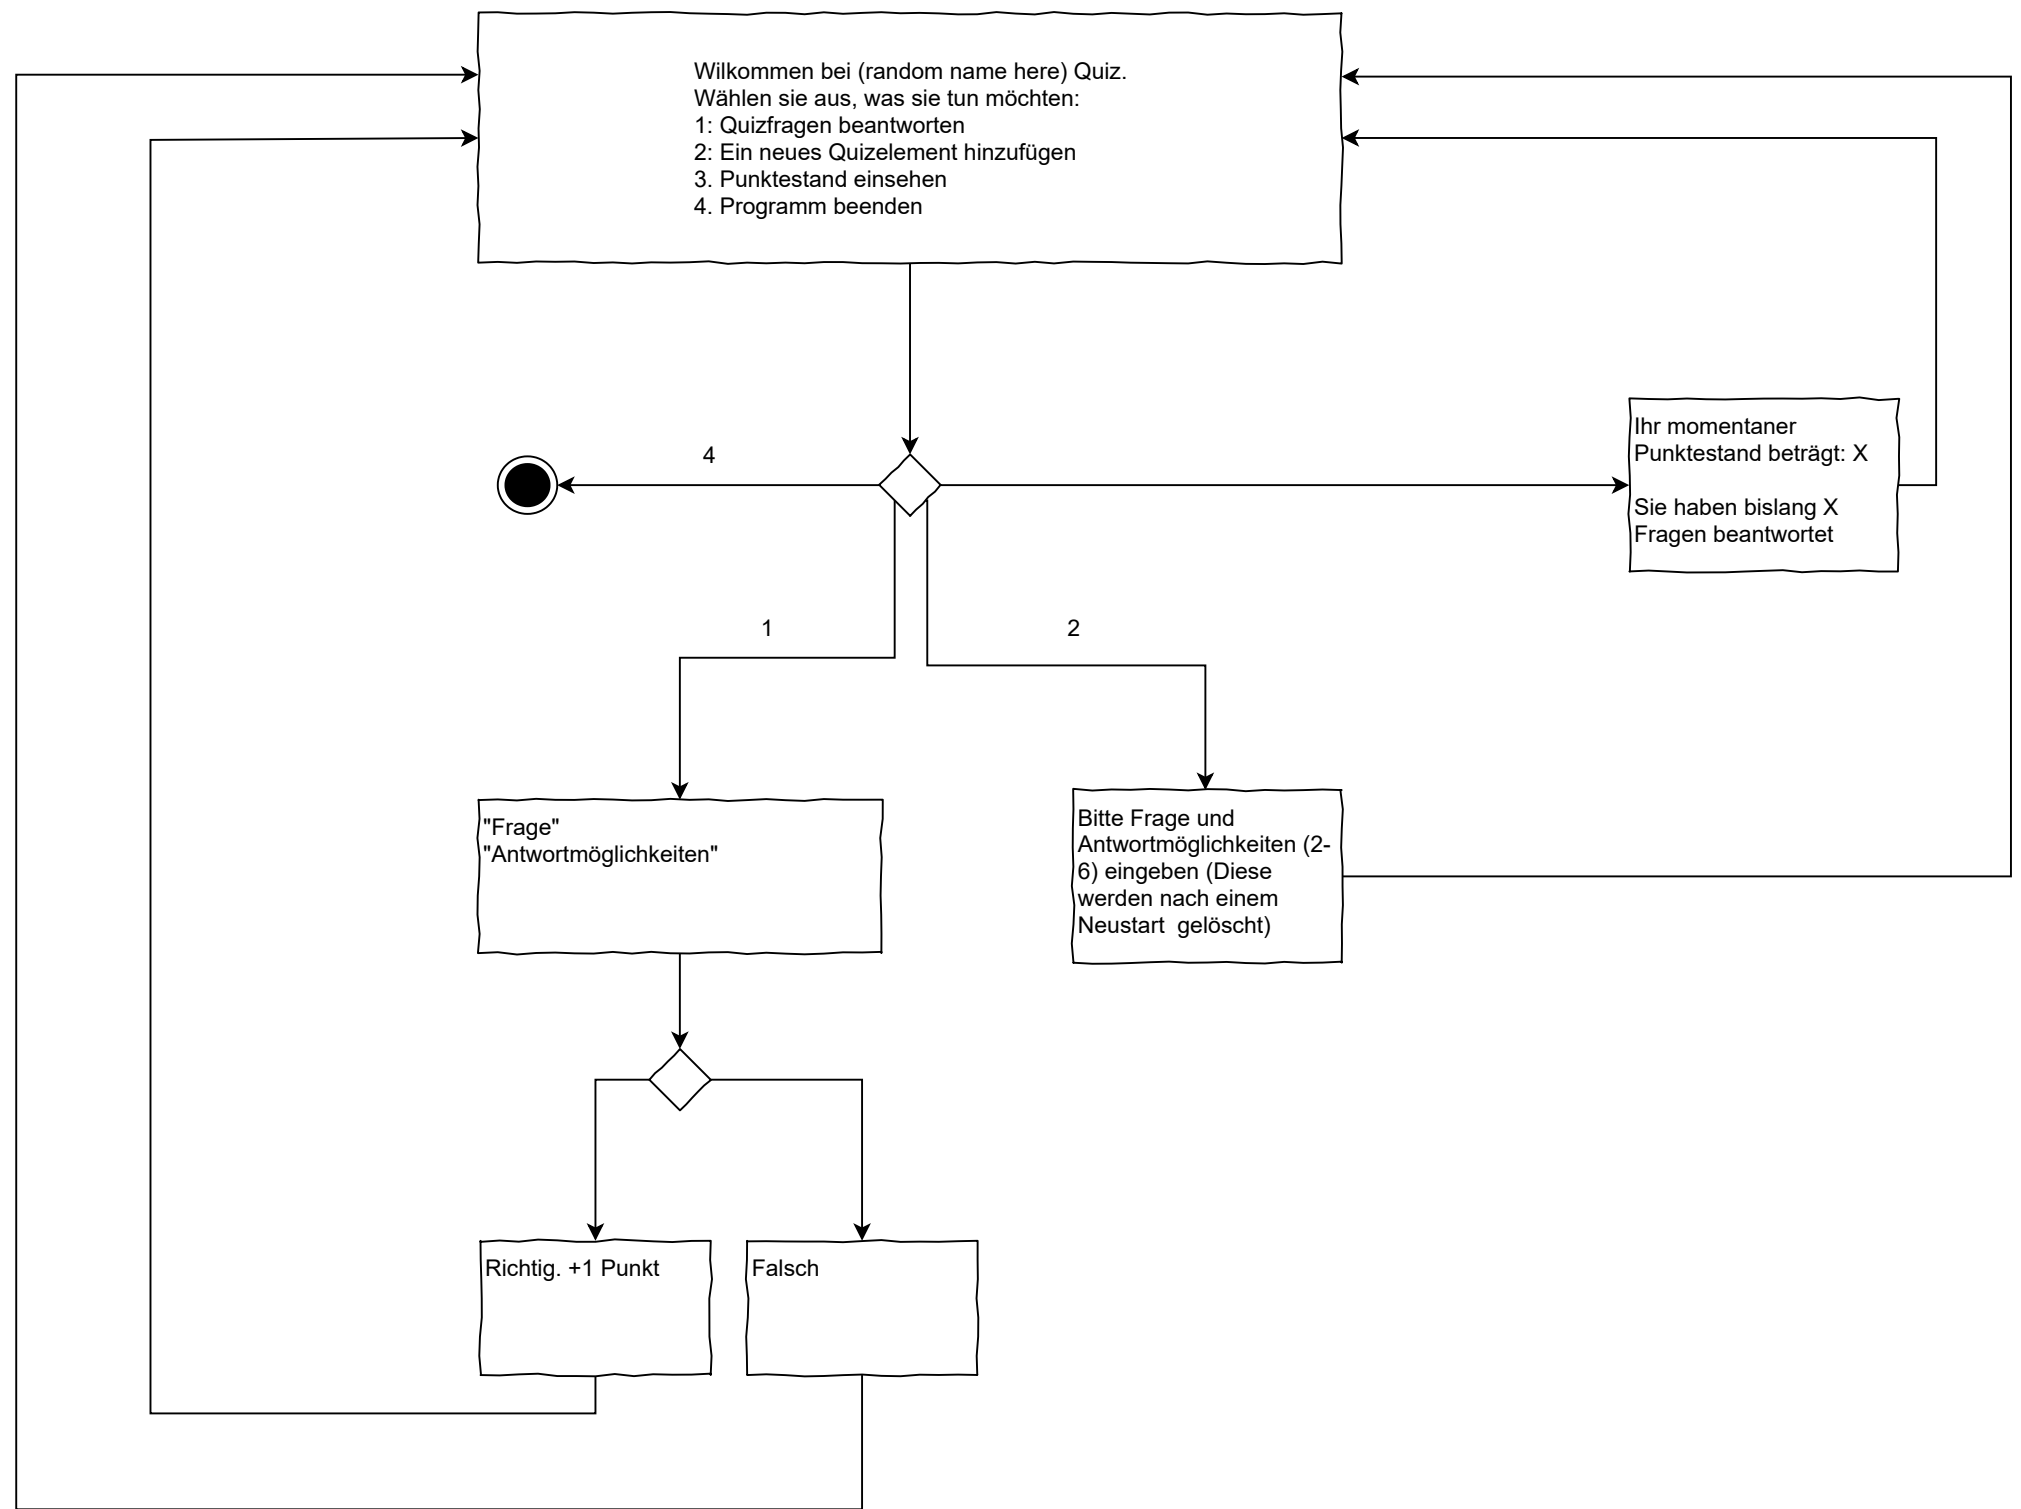 Wilkommen bei (random name here) Quiz.
Wählen sie aus, was sie tun möchten:
1: Quizfragen beantworten
2: Ein neues Quizelement hinzufügen
3. Punktestand einsehen
4. Programm beenden
4
Ihr momentaner
Punktestand beträgt: X
Sie haben bislang X
Fragen beantwortet
1
2
"Frage"
"Antwortmöglichkeiten"
Bitte Frage und
Antwortmöglichkeiten (2-
6) eingeben (Diese
werden nach einem
Neustart  gelöscht)
Richtig. +1 Punkt
Falsch